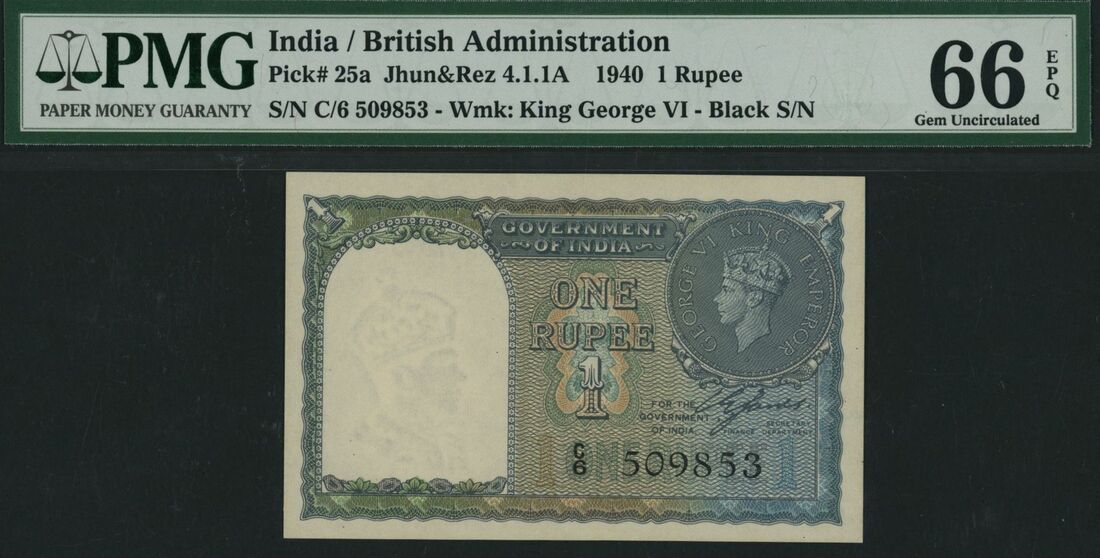 PMG
PAPER MONEY GUARANTY
India / British Administration
Pick# 25a Jhun&Rez 4.1.1A 1940 1 Rupee
S/N C/6 509853 - Wmk: King George VI - Black S/N
66
EPQ
Gem Uncirculated
1
1
GOVERNMENT
OF INDIA
GEORGE VI KING EMPEROR
ONE
RUPEE
1
FOR THE
GOVERNMENT
OF INDIA
SECRETARY
FINANCE DEPARTMENT
C/6 509853
1
1